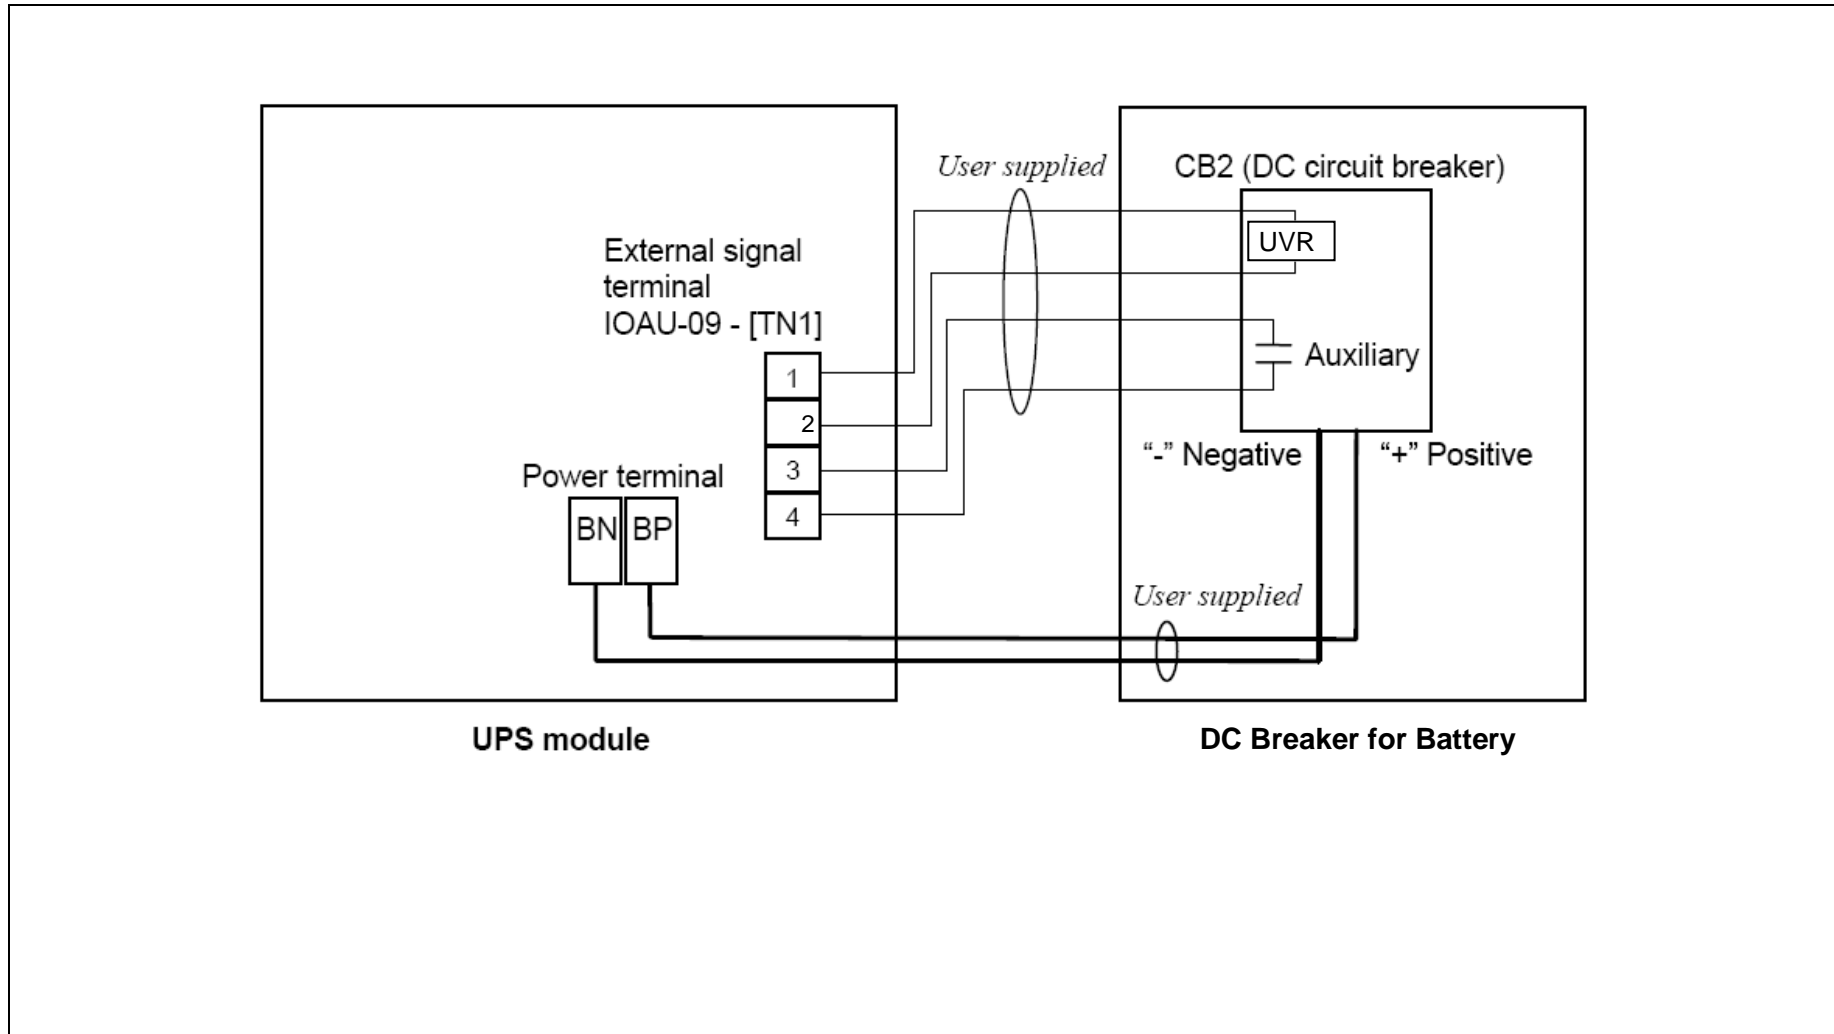 User supplied
CB2 (DC circuit breaker)
UVR
External signal
terminal
IOAU-09 - [TN1]
1
2
3
4
Auxiliary
“-” Negative
“+” Positive
Power terminal
BN
BP
User supplied
UPS module
DC Breaker for Battery